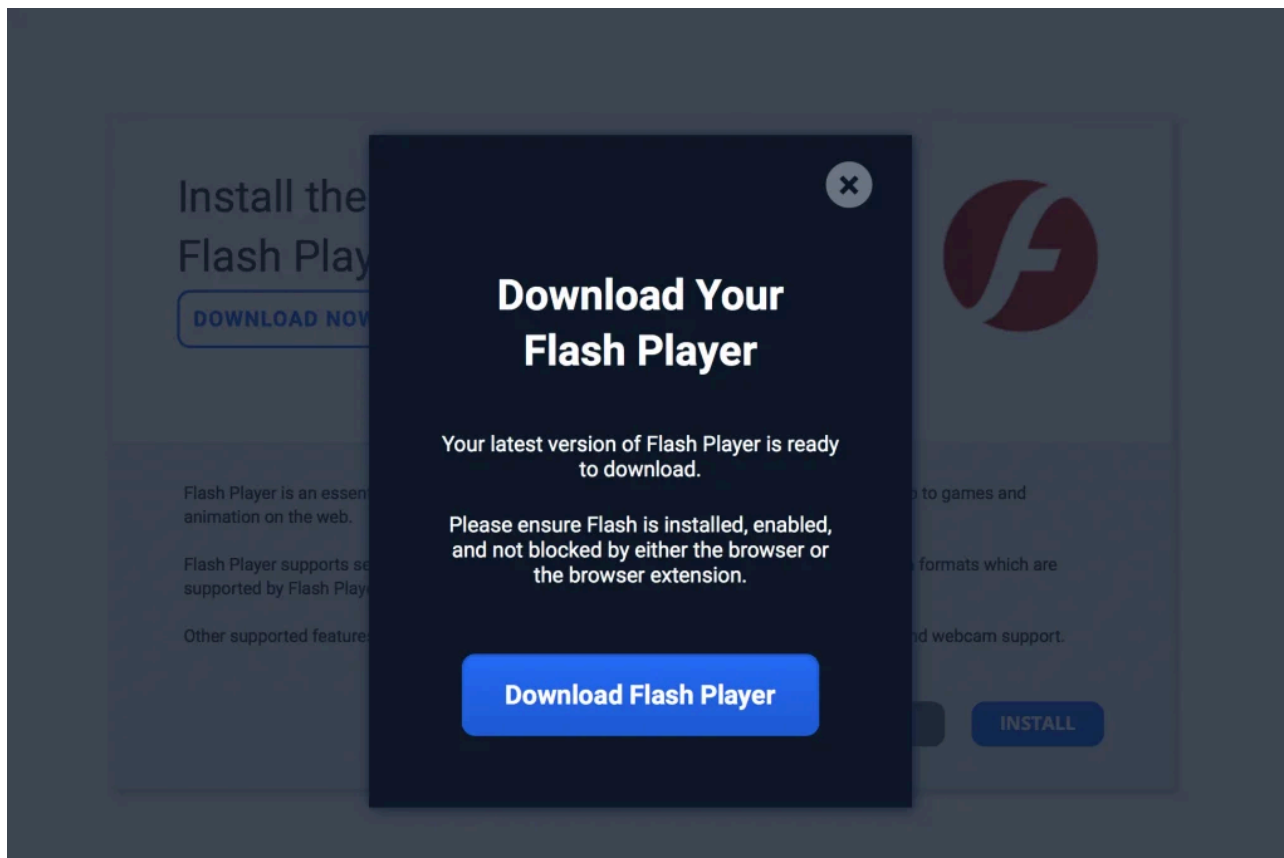 Install the
Flash Play
DOWNLOAD NOW
Download Your
Flash Player
Your latest version of Flash Player is ready
to download.
Please ensure Flash is installed, enabled,
and not blocked by either the browser or
the browser extension.
Download Flash Player
Flash Player is an essen to games and
animation on the web.
Flash Player supports se formats which are
supported by Flash Play
Other supported feature webcam support.
INSTALL